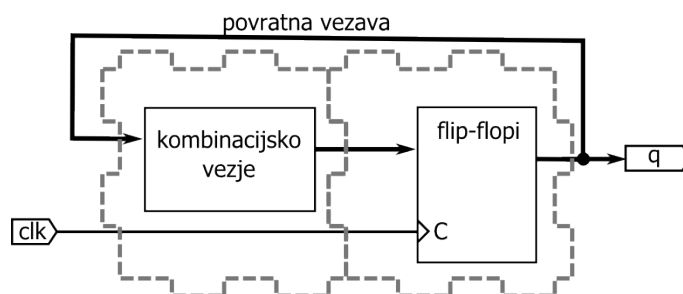 povratna vezava
kombinacijsko
vezje
flip-flopi
q
clk
C